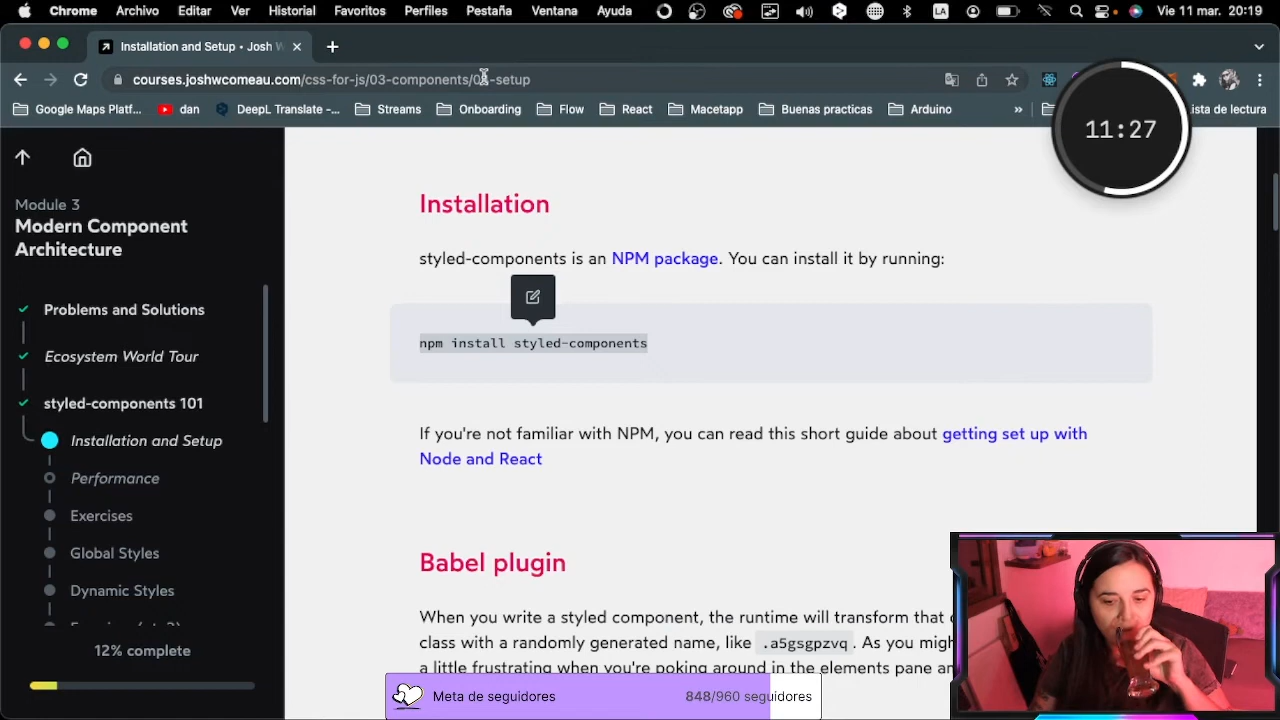 Chrome Archivo Editar Ver Historial Favoritos Perfiles Pestaña Ventana Ayuda LA Vie 11 mar. 20:19
Installation and Setup • Josh W
courses.joshwcomeau.com/css-for-js/03-components/0 -setup
Google Maps Platf... dan DeepL Translate -... Streams Onboarding Flow React Macetapp Buenas practicas Arduino » ista de lectura
11:27
Module 3
Modern Component
Architecture
Problems and Solutions
Ecosystem World Tour
styled-components 101
Installation and Setup
Performance
Exercises
Global Styles
Dynamic Styles
12% complete
Installation
styled-components is an NPM package. You can install it by running:
npm install styled-components
If you're not familiar with NPM, you can read this short guide about getting set up with
Node and React
Babel plugin
When you write a styled component, the runtime will transform that
class with a randomly generated name, like .a5gsgpzvq. As you migh
a little frustrating when you're poking around in the elements pane an
Meta de seguidores 848/960 seguidores